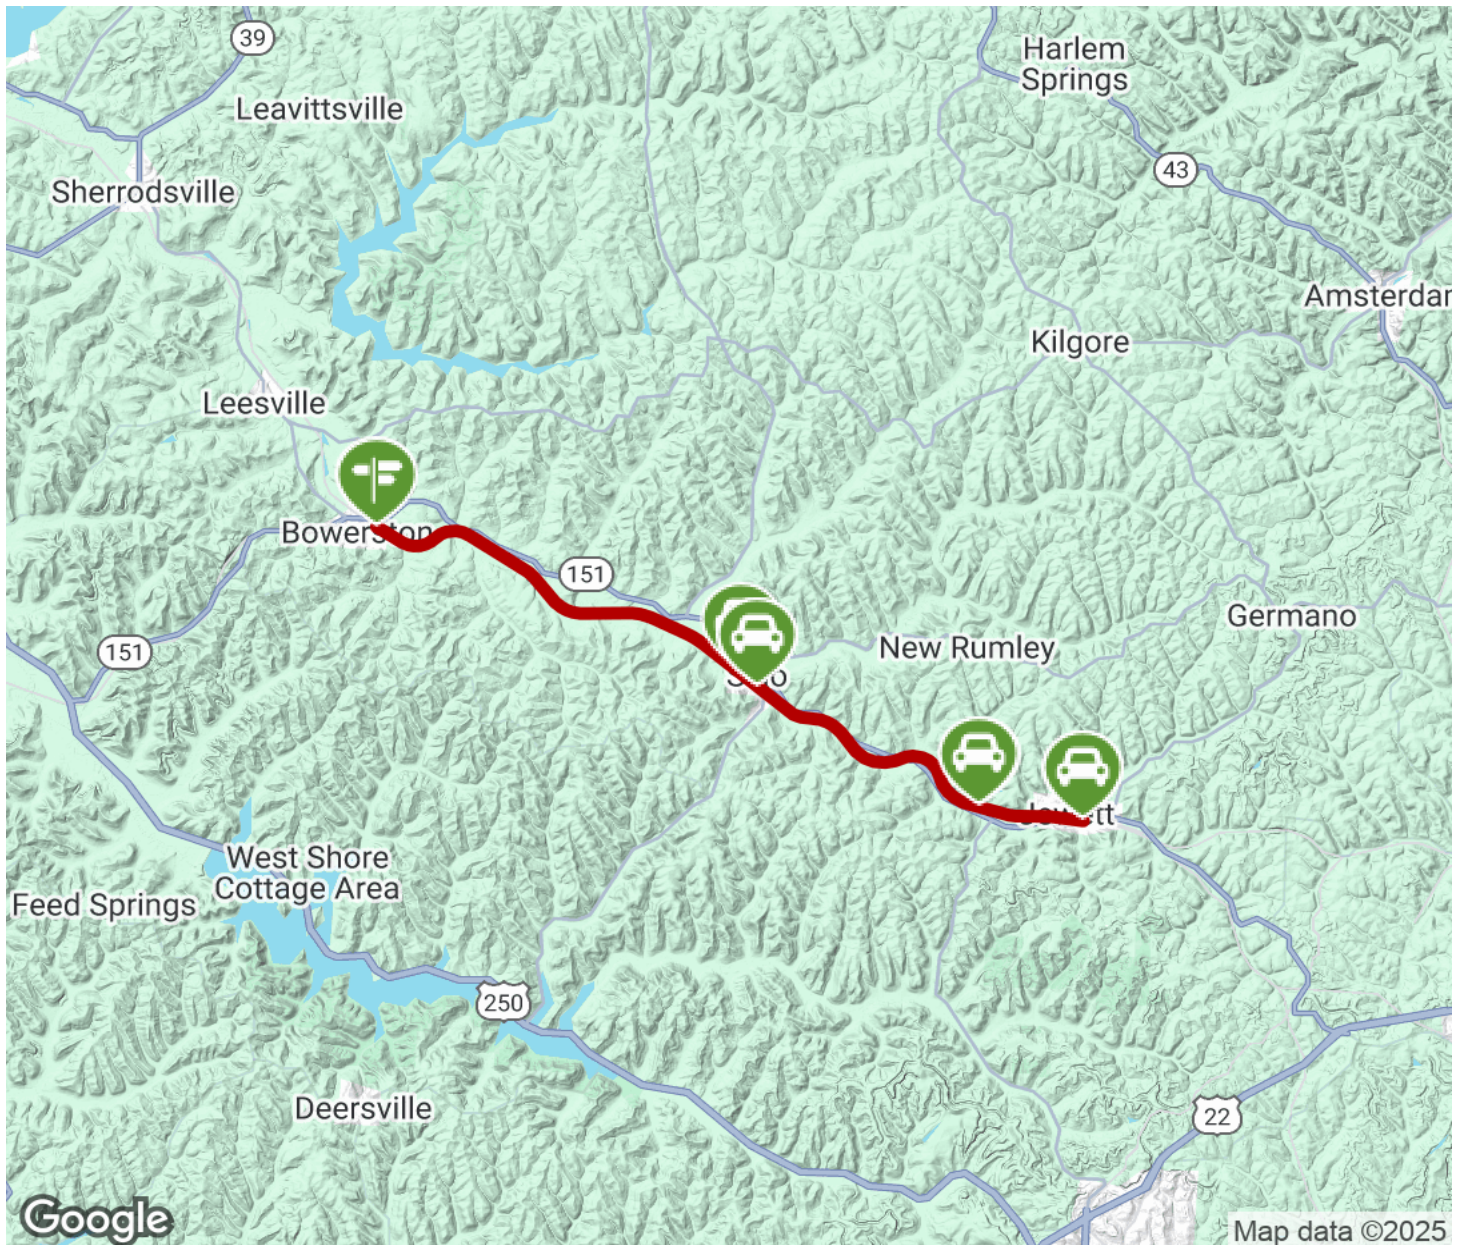 39
Leavittsville
Sherrodsville
Harlem
Springs
43
Amsterdam
Kilgore
Leesville
Bowerston
151
151
Germano
New Rumley
West Shore
Cottage Area
Feed Springs
250
Deersville
22
Google
Map data ©2025